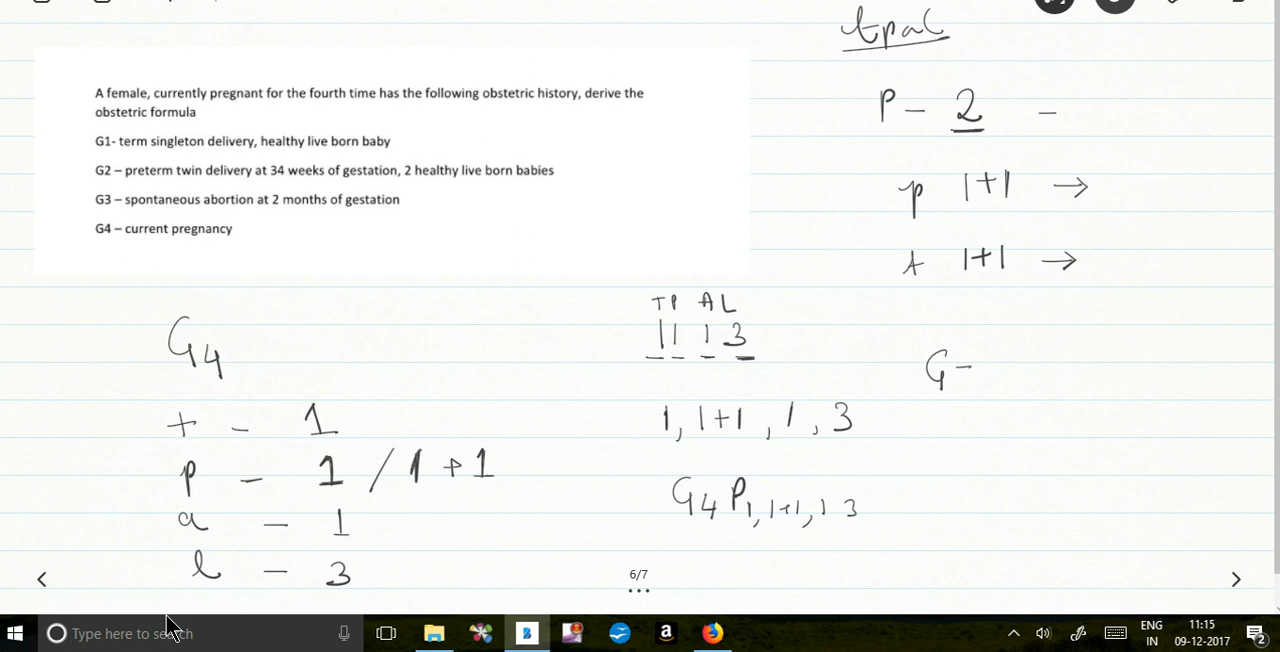 tpal
A female, currently pregnant for the fourth time has the following obstetric history, derive the
obstetric formula
G1- term singleton delivery, healthy live born baby
G2 – preterm twin delivery at 34 weeks of gestation, 2 healthy live born babies
G3 – spontaneous abortion at 2 months of gestation
G4 – current pregnancy
P - 2 -
p 1+1 →
t 1+1 →
G -
TP AL
11 1 3
1, 1+1, 1, 3
G4 P1, 1+1, 1 3
G4
t - 1
p - 1 / 1 + 1
a - 1
l - 3
6/7
Type here to search
ENG
IN
11:15
09-12-2017
2